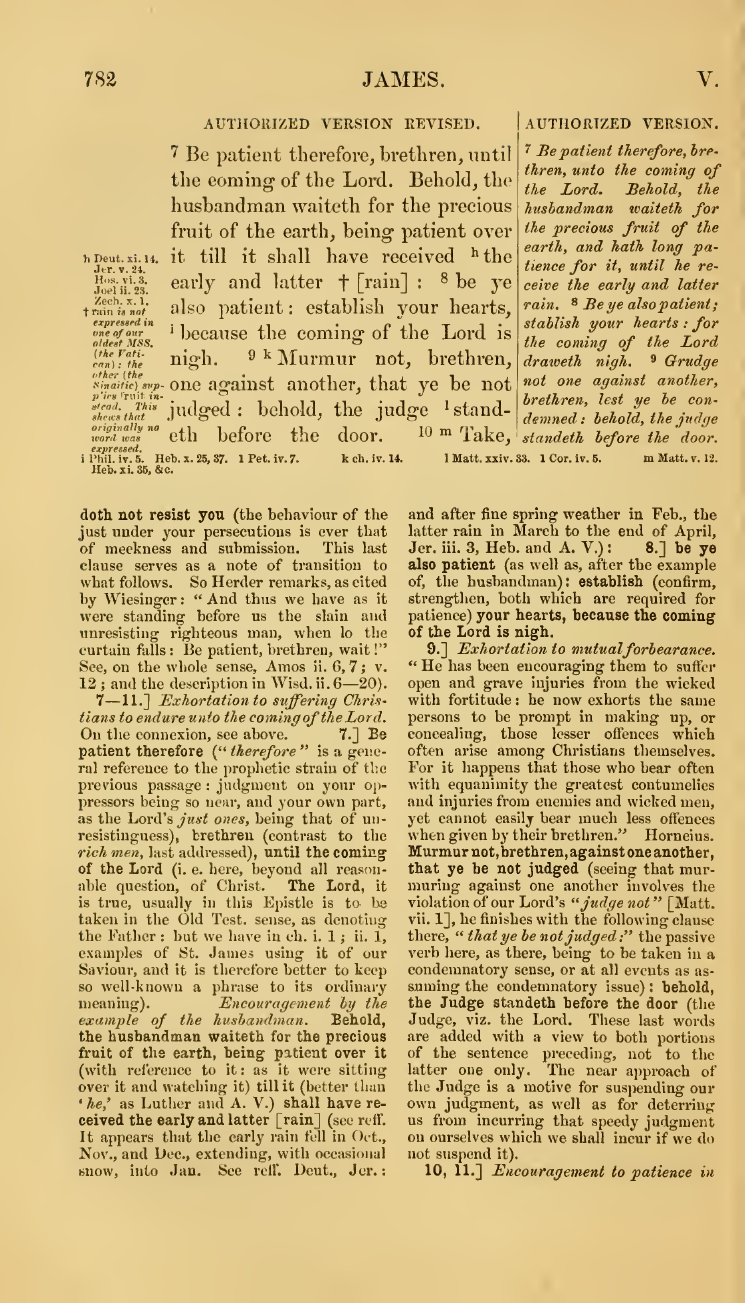 782 JAMES. V.
AUTHORIZED VERSION REVISED.
7 Be patient therefore, brethren, until
the coming of the Lord. Behold, the
husbandman waiteth for the precious
fruit of the earth, being patient over
it till it shall have received h the
early and latter † [rain] : 8 be ye
also patient : establish your hearts,
i because the coming of the Lord is
nigh. 9 k Murmur not, brethren,
one against another, that ye be not
judged : behold, the judge l stand-
eth before the door. 10 m Take,
AUTHORIZED VERSION.
7 Be patient therefore, bre-
thren, unto the coming of
the Lord. Behold, the
husbandman waiteth for
the precious fruit of the
earth, and hath long pa-
tience for it, until he re-
ceive the early and latter
rain. 8 Be ye also patient;
stablish your hearts : for
the coming of the Lord
draweth nigh. 9 Grudge
not one against another,
brethren, lest ye be con-
demned : behold, the judge
standeth before the door.
h Deut. xi. 14.
Jer. v. 24.
Hos. vi. 3.
Joel ii. 23.
Zech. x. 1.
† rain is not
expressed in
one of our
oldest MSS.
(the Vati-
can) : the
other (the
Sinaitic) sup-
plies fruit in-
stead. This
shews that
originally no
word was
expressed.
i Phil. iv. 5. Heb. x. 25, 37. 1 Pet. iv. 7. k ch. iv. 14. l Matt. xxiv. 33. 1 Cor. iv. 5. m Matt. v. 12.
Heb. xi. 35, &c.
doth not resist you (the behaviour of the
just under your persecutions is ever that
of meekness and submission. This last
clause serves as a note of transition to
what follows. So Herder remarks, as cited
by Wiesinger : “ And thus we have as it
were standing before us the slain and
unresisting righteous man, when lo the
curtain falls : Be patient, brethren, wait !”
See, on the whole sense, Amos ii. 6, 7 ; v.
12 ; and the description in Wisd. ii. 6—20).
7—11.] Exhortation to suffering Chris-
tians to endure unto the coming of the Lord.
On the connexion, see above. 7.] Be
patient therefore (“ therefore ” is a gene-
ral reference to the prophetic strain of the
previous passage : judgment on your op-
pressors being so near, and your own part,
as the Lord's just ones, being that of un-
resistingness), brethren (contrast to the
rich men, last addressed), until the coming
of the Lord (i. e. here, beyond all reason-
able question, of Christ. The Lord, it
is true, usually in this Epistle is to be
taken in the Old Test. sense, as denoting
the Father : but we have in ch. i. 1 ; ii. 1,
examples of St. James using it of our
Saviour, and it is therefore better to keep
so well-known a phrase to its ordinary
meaning). Encouragement by the
example of the husbandman. Behold,
the husbandman waiteth for the precious
fruit of the earth, being patient over it
(with reference to it : as it were sitting
over it and watching it) till it (better than
‘ he,’ as Luther and A. V.) shall have re-
ceived the early and latter [rain] (see reff.
It appears that the early rain fell in Oct.,
Nov., and Dec., extending, with occasional
snow, into Jan. See reff. Deut., Jer. :
and after fine spring weather in Feb., the
latter rain in March to the end of April,
Jer. iii. 3, Heb. and A. V.) : 8.] be ye
also patient (as well as, after the example
of, the husbandman) : establish (confirm,
strengthen, both which are required for
patience) your hearts, because the coming
of the Lord is nigh.
9.] Exhortation to mutual forbearance.
“ He has been encouraging them to suffer
open and grave injuries from the wicked
with fortitude : he now exhorts the same
persons to be prompt in making up, or
concealing, those lesser offences which
often arise among Christians themselves.
For it happens that those who bear often
with equanimity the greatest contumelies
and injuries from enemies and wicked men,
yet cannot easily bear much less offences
when given by their brethren.” Horneius.
Murmur not, brethren, against one another,
that ye be not judged (seeing that mur-
muring against one another involves the
violation of our Lord's “ judge not ” [Matt.
vii. 1], he finishes with the following clause
there, “ that ye be not judged :” the passive
verb here, as there, being to be taken in a
condemnatory sense, or at all events as as-
suming the condemnatory issue) : behold,
the Judge standeth before the door (the
Judge, viz. the Lord. These last words
are added with a view to both portions
of the sentence preceding, not to the
latter one only. The near approach of
the Judge is a motive for suspending our
own judgment, as well as for deterring
us from incurring that speedy judgment
on ourselves which we shall incur if we do
not suspend it).
10, 11.] Encouragement to patience in